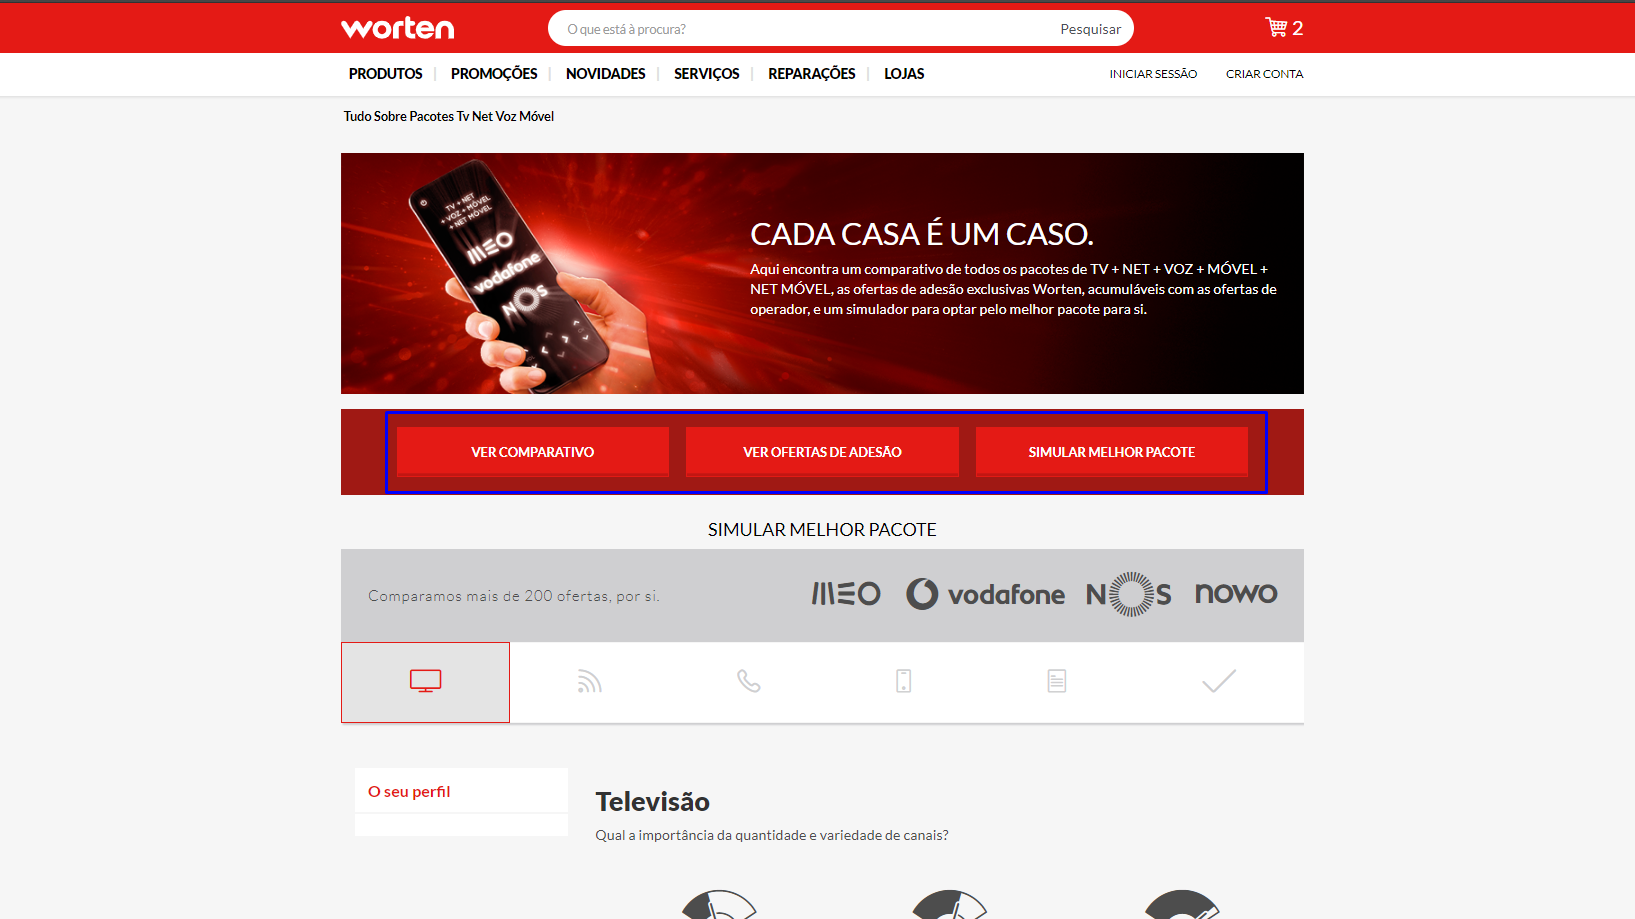 worten
O que está à procura?
Pesquisar
2
PRODUTOS
PROMOÇÕES
NOVIDADES
SERVIÇOS
REPARAÇÕES
LOJAS
INICIAR SESSÃO
CRIAR CONTA
Tudo Sobre Pacotes Tv Net Voz Móvel
TV + NET
+ VOZ + MÓVEL
+ NET MÓVEL
MEO
vodafone
NOS
CADA CASA É UM CASO.
Aqui encontra um comparativo de todos os pacotes de TV + NET + VOZ + MÓVEL +
NET MÓVEL, as ofertas de adesão exclusivas Worten, acumuláveis com as ofertas de
operador, e um simulador para optar pelo melhor pacote para si.
VER COMPARATIVO
VER OFERTAS DE ADESÃO
SIMULAR MELHOR PACOTE
SIMULAR MELHOR PACOTE
Comparamos mais de 200 ofertas, por si.
MEO
vodafone
NOS
nowo
O seu perfil
Televisão
Qual a importância da quantidade e variedade de canais?